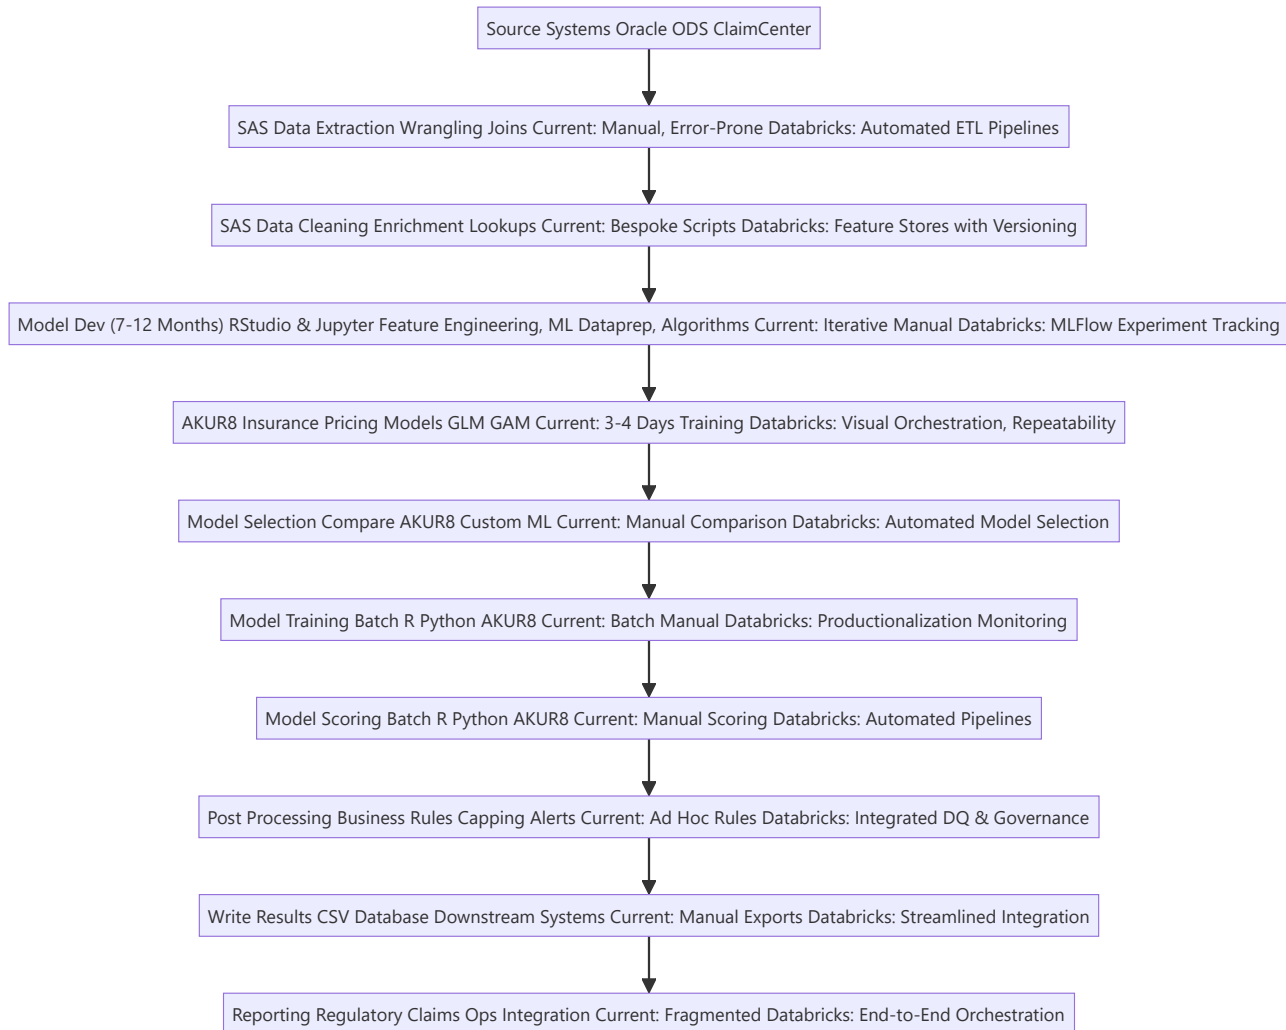 Source Systems Oracle ODS ClaimCenter
SAS Data Extraction Wrangling Joins Current: Manual, Error-Prone Databricks: Automated ETL Pipelines
SAS Data Cleaning Enrichment Lookups Current: Bespoke Scripts Databricks: Feature Stores with Versioning
Model Dev (7-12 Months) RStudio & Jupyter Feature Engineering, ML Dataprep, Algorithms Current: Iterative Manual Databricks: MLFlow Experiment Tracking
AKUR8 Insurance Pricing Models GLM GAM Current: 3-4 Days Training Databricks: Visual Orchestration, Repeatability
Model Selection Compare AKUR8 Custom ML Current: Manual Comparison Databricks: Automated Model Selection
Model Training Batch R Python AKUR8 Current: Batch Manual Databricks: Productionalization Monitoring
Model Scoring Batch R Python AKUR8 Current: Manual Scoring Databricks: Automated Pipelines
Post Processing Business Rules Capping Alerts Current: Ad Hoc Rules Databricks: Integrated DQ & Governance
Write Results CSV Database Downstream Systems Current: Manual Exports Databricks: Streamlined Integration
Reporting Regulatory Claims Ops Integration Current: Fragmented Databricks: End-to-End Orchestration